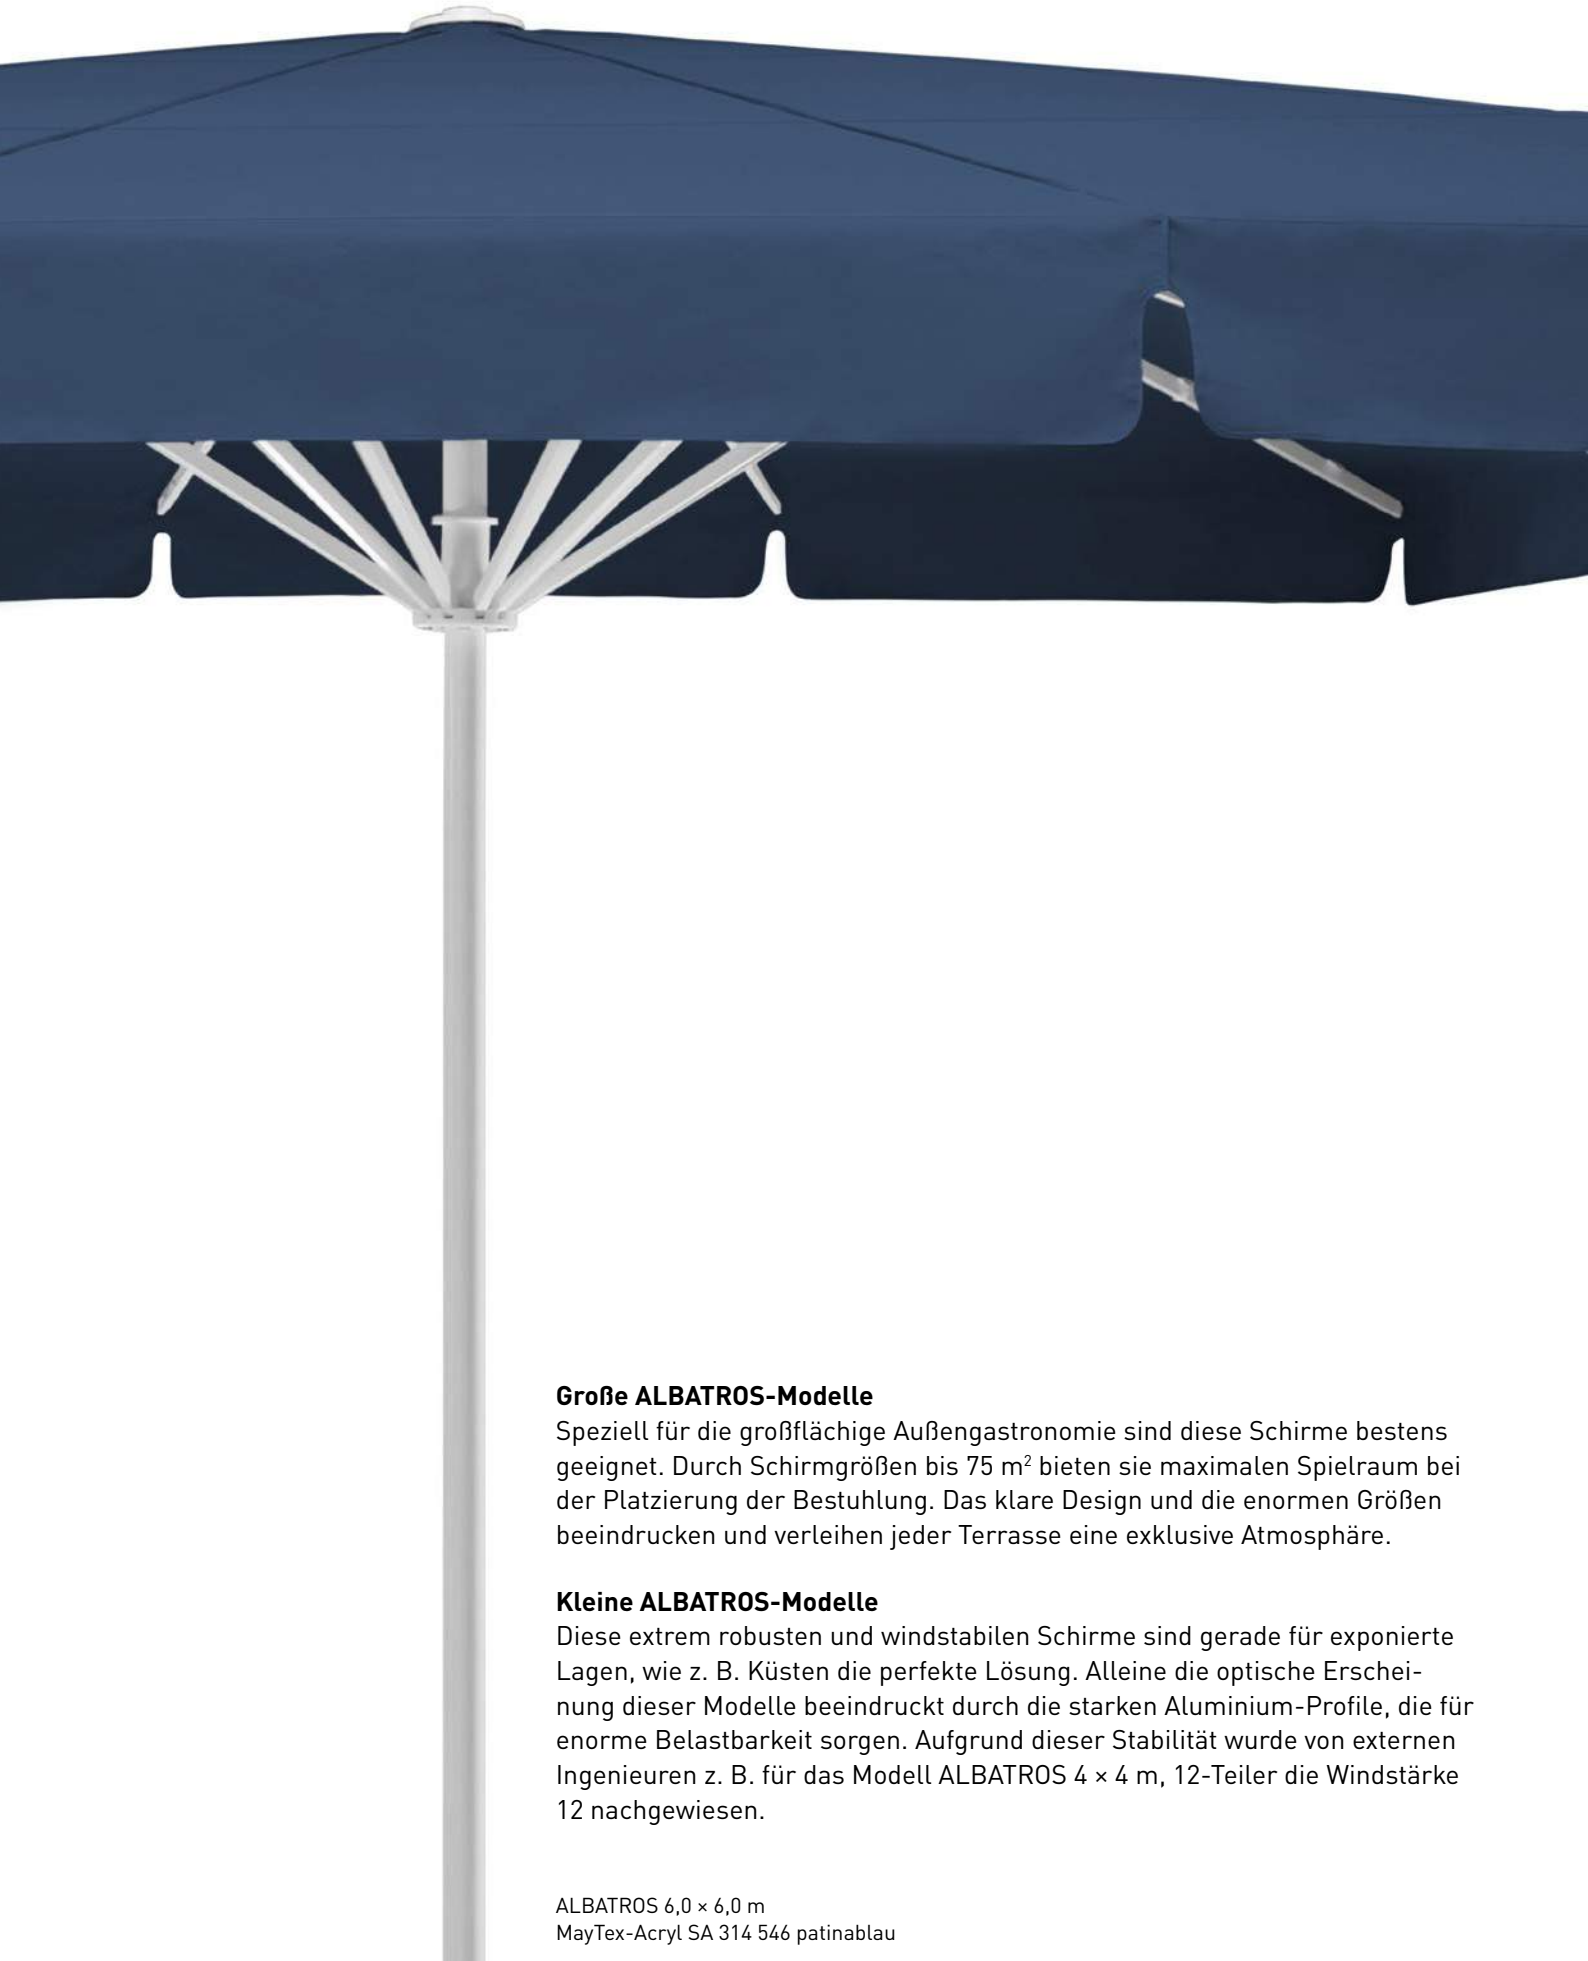 Große ALBATROS-Modelle
Speziell für die großflächige Außengastronomie sind diese Schirme bestens
geeignet. Durch Schirmgrößen bis 75 m² bieten sie maximalen Spielraum bei
der Platzierung der Bestuhlung. Das klare Design und die enormen Größen
beeindrucken und verleihen jeder Terrasse eine exklusive Atmosphäre.
Kleine ALBATROS-Modelle
Diese extrem robusten und windstabilen Schirme sind gerade für exponierte
Lagen, wie z. B. Küsten die perfekte Lösung. Alleine die optische Erschei-
nung dieser Modelle beeindruckt durch die starken Aluminium-Profile, die für
enorme Belastbarkeit sorgen. Aufgrund dieser Stabilität wurde von externen
Ingenieuren z. B. für das Modell ALBATROS 4 × 4 m, 12-Teiler die Windstärke
12 nachgewiesen.
ALBATROS 6,0 × 6,0 m
MayTex-Acryl SA 314 546 patinablau